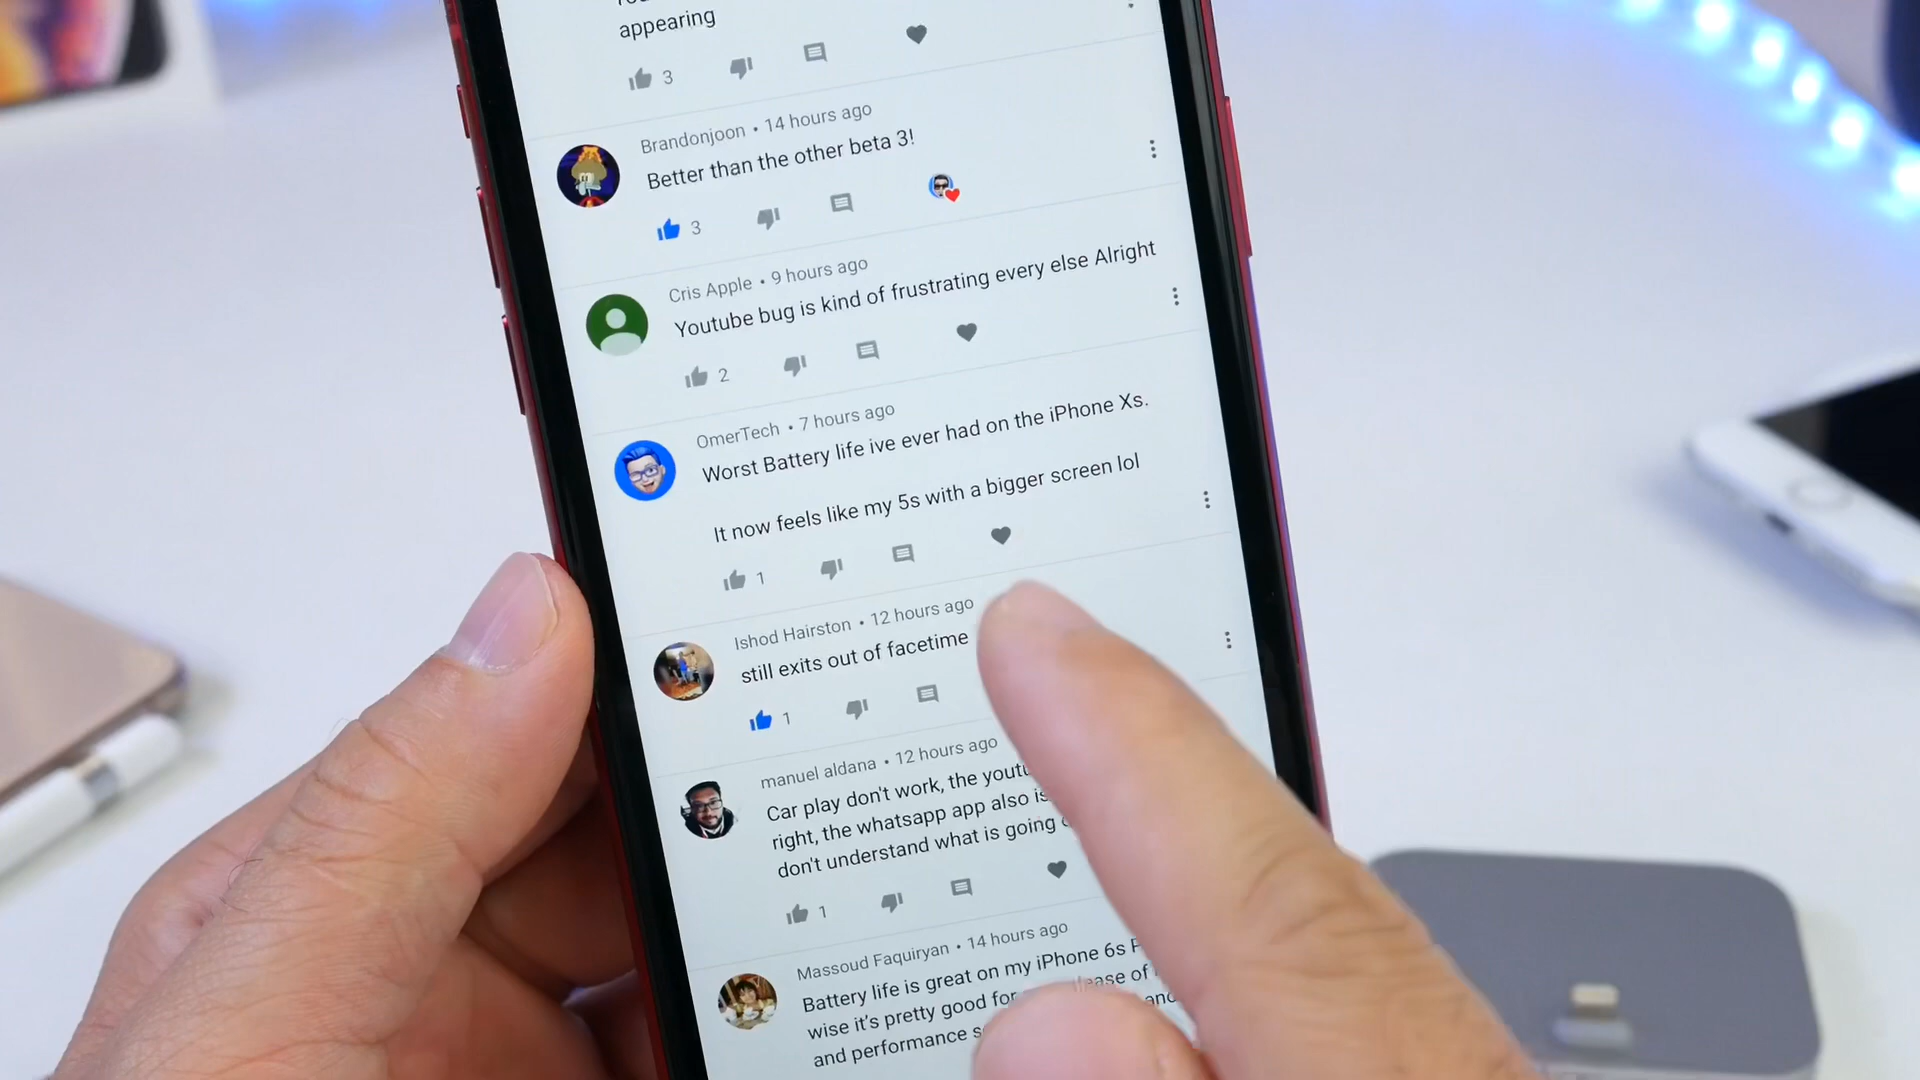 appearing
3
Brandonjoon • 14 hours ago
Better than the other beta 3!
3
Cris Apple • 9 hours ago
Youtube bug is kind of frustrating every else Alright
2
OmerTech • 7 hours ago
Worst Battery life ive ever had on the iPhone Xs.
It now feels like my 5s with a bigger screen lol
1
Ishod Hairston • 12 hours ago
still exits out of facetime
1
manuel aldana • 12 hours ago
Car play don't work, the
right, the whatsapp app also
don't understand what is going
1
Massoud Faquiryan • 14 hours ago
Battery life is great on my iPhone 6s
wise it's pretty good for of
and performance